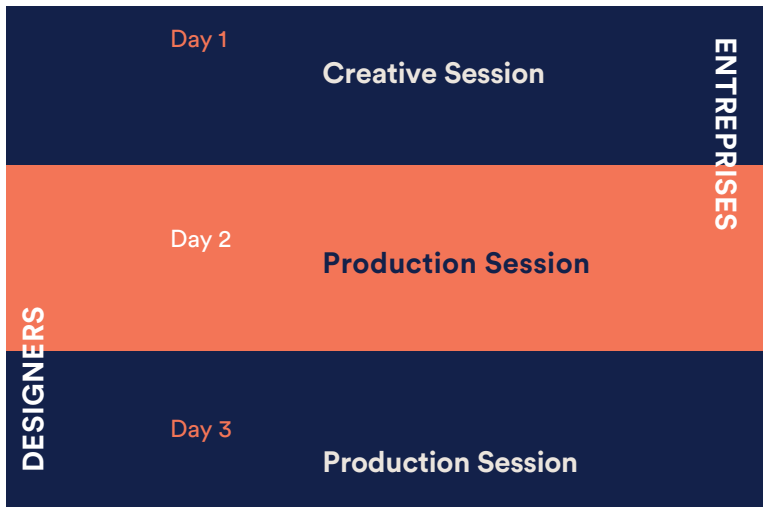 Day 1
Creative Session
ENTREPRISES
Day 2
Production Session
DESIGNERS
Day 3
Production Session